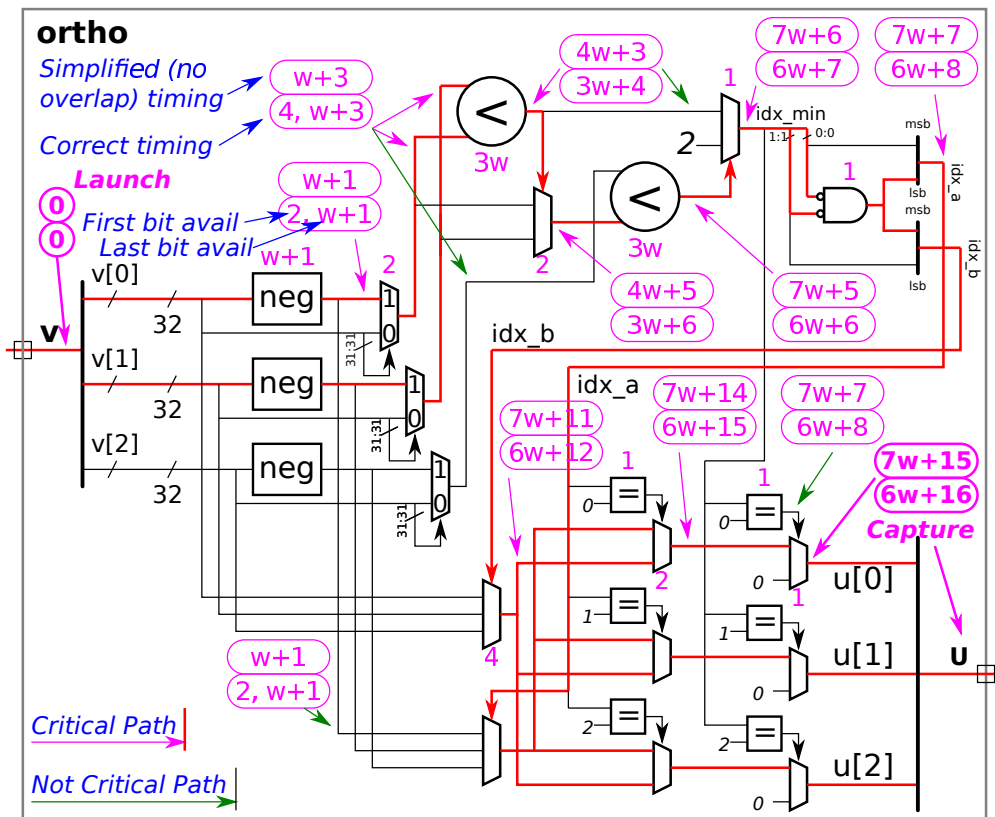 ortho
Simplified (no
overlap) timing
Correct timing
w+3
4, w+3
4w+3
3w+4
7w+6
6w+7
7w+7
6w+8
1
<
3w
2
idx_min
1:1
0:0
msb
lsb
msb
lsb
1
idx_a
idx_b
Launch
0
0
First bit avail
Last bit avail
w+1
2, w+1
w+1
2
<
3w
2
4w+5
3w+6
7w+5
6w+6
v
v[0]
32
neg
1
0
31:31
v[1]
32
neg
1
0
31:31
v[2]
32
neg
1
0
31:31
idx_b
idx_a
7w+11
6w+12
7w+14
6w+15
7w+7
6w+8
7w+15
6w+16
Capture
1
=
0
2
1
=
0
0
1
u[0]
4
=
1
=
1
0
u[1]
U
w+1
2, w+1
=
2
=
2
0
u[2]
Critical Path
Not Critical Path